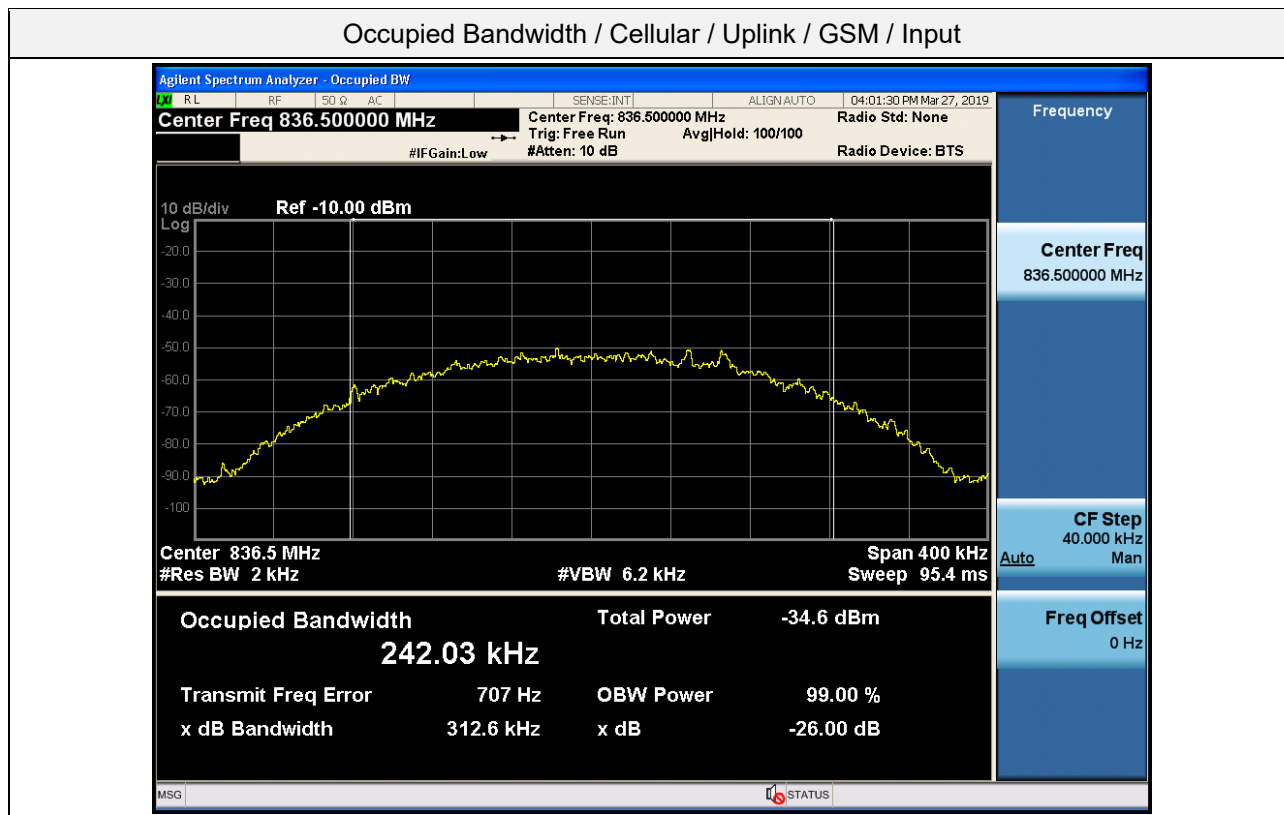 Occupied Bandwidth / Cellular / Uplink / GSM / Input
Agilent Spectrum Analyzer - Occupied BW
LXI RL RF 50 Ω AC SENSE:INT ALIGN AUTO 04:01:30 PM Mar 27, 2019
Center Freq 836.500000 MHz
Center Freq: 836.500000 MHz Radio Std: None
Trig: Free Run Avg|Hold: 100/100
#IFGain:Low #Atten: 10 dB Radio Device: BTS
10 dB/div Ref -10.00 dBm
Log
-20.0
-30.0
-40.0
-50.0
-60.0
-70.0
-80.0
-90.0
-100
Center 836.5 MHz Span 400 kHz
#Res BW 2 kHz #VBW 6.2 kHz Sweep 95.4 ms
Occupied Bandwidth Total Power -34.6 dBm
242.03 kHz
Transmit Freq Error 707 Hz OBW Power 99.00 %
x dB Bandwidth 312.6 kHz x dB -26.00 dB
MSG STATUS
Frequency
Center Freq
836.500000 MHz
CF Step
40.000 kHz
Auto Man
Freq Offset
0 Hz